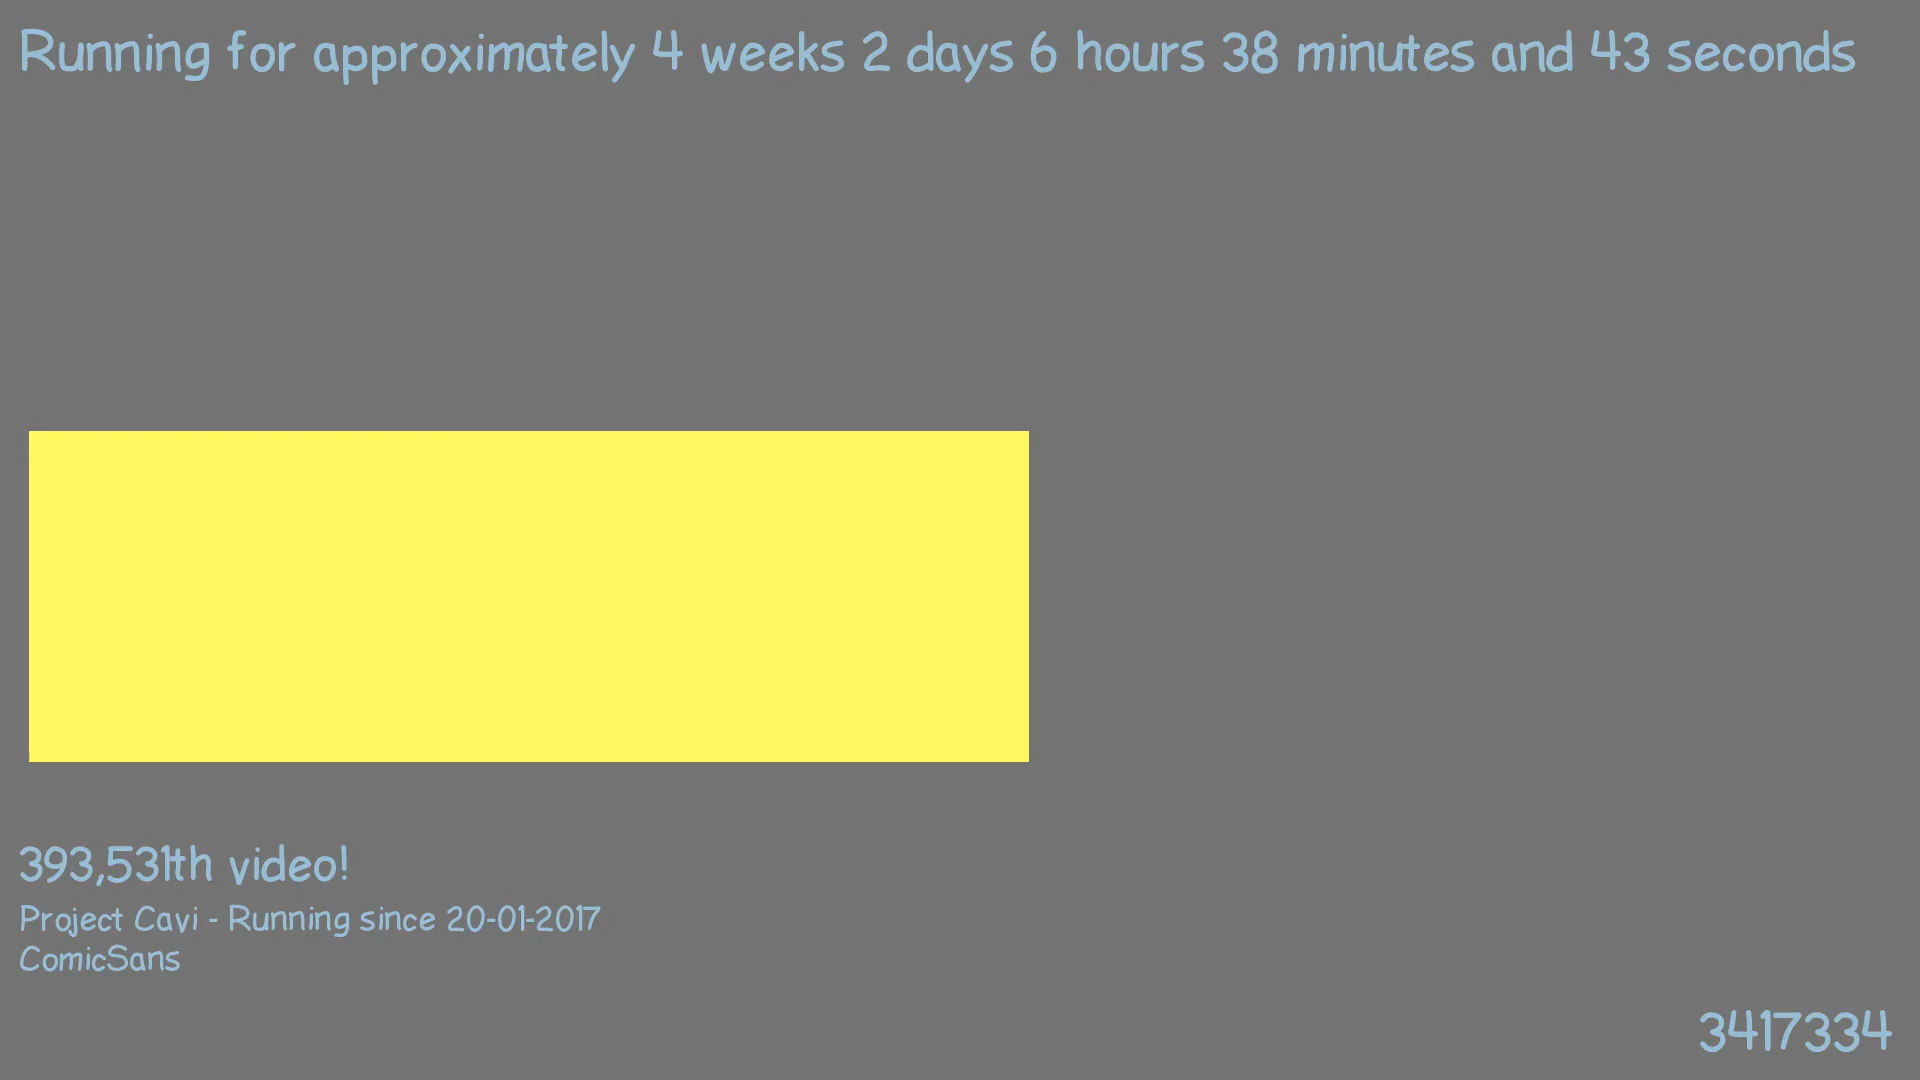 Running for approximately 4 weeks 2 days 6 hours 38 minutes and 43 seconds
393,531th video!
Project Cavi - Running since 20-01-2017
ComicSans
3417334